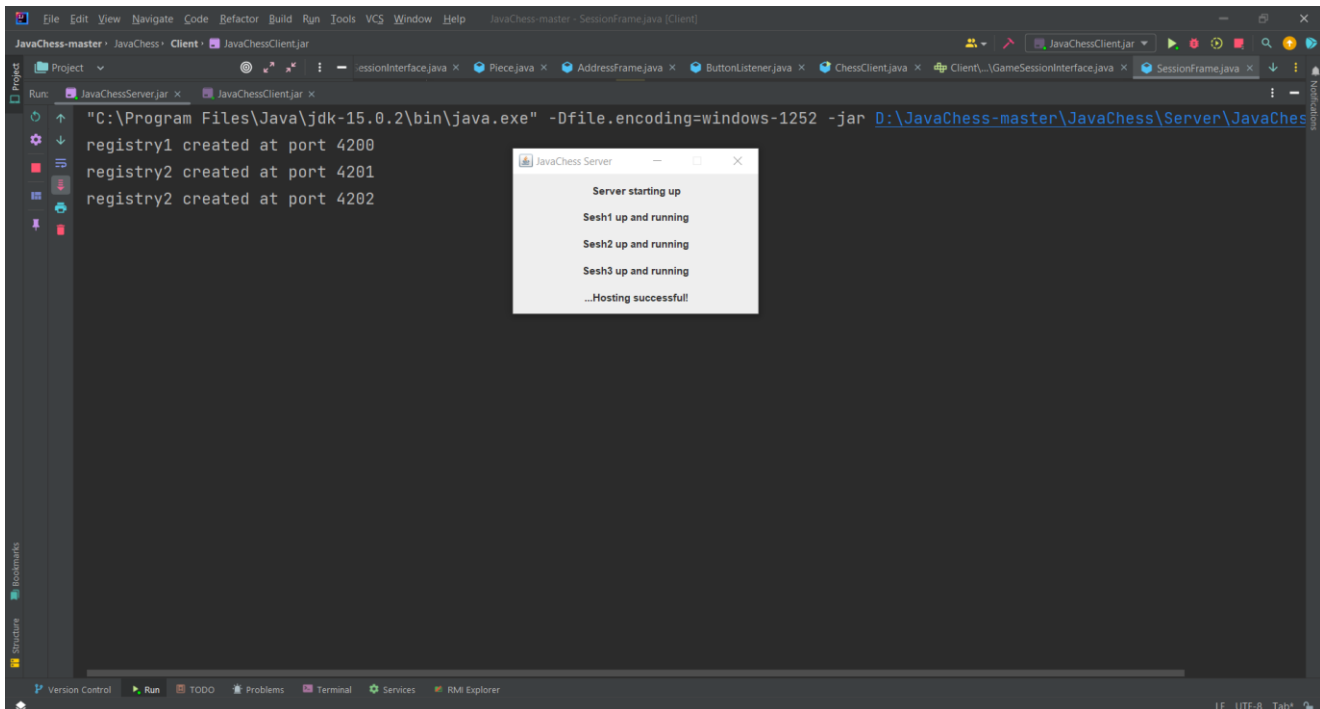 File Edit View Navigate Code Refactor Build Run Tools VCS Window Help JavaChess-master - SessionFrame.java [Client]
JavaChess-master JavaChess Client JavaChessClient.jar JavaChessClient.jar
Project essionInterface.java Piece.java AddressFrame.java ButtonListener.java ChessClient.java Client\...\GameSessionInterface.java SessionFrame.java
Run: JavaChessServer.jar JavaChessClient.jar
"C:\Program Files\Java\jdk-15.0.2\bin\java.exe" -Dfile.encoding=windows-1252 -jar D:\JavaChess-master\JavaChess\Server\JavaChes
registry1 created at port 4200
registry2 created at port 4201
registry2 created at port 4202
JavaChess Server
Server starting up
Sesh1 up and running
Sesh2 up and running
Sesh3 up and running
...Hosting successful!
Project
Bookmarks
Structure
Notifications
Version Control Run TODO Problems Terminal Services RMI Explorer
LF UTF-8 Tab*